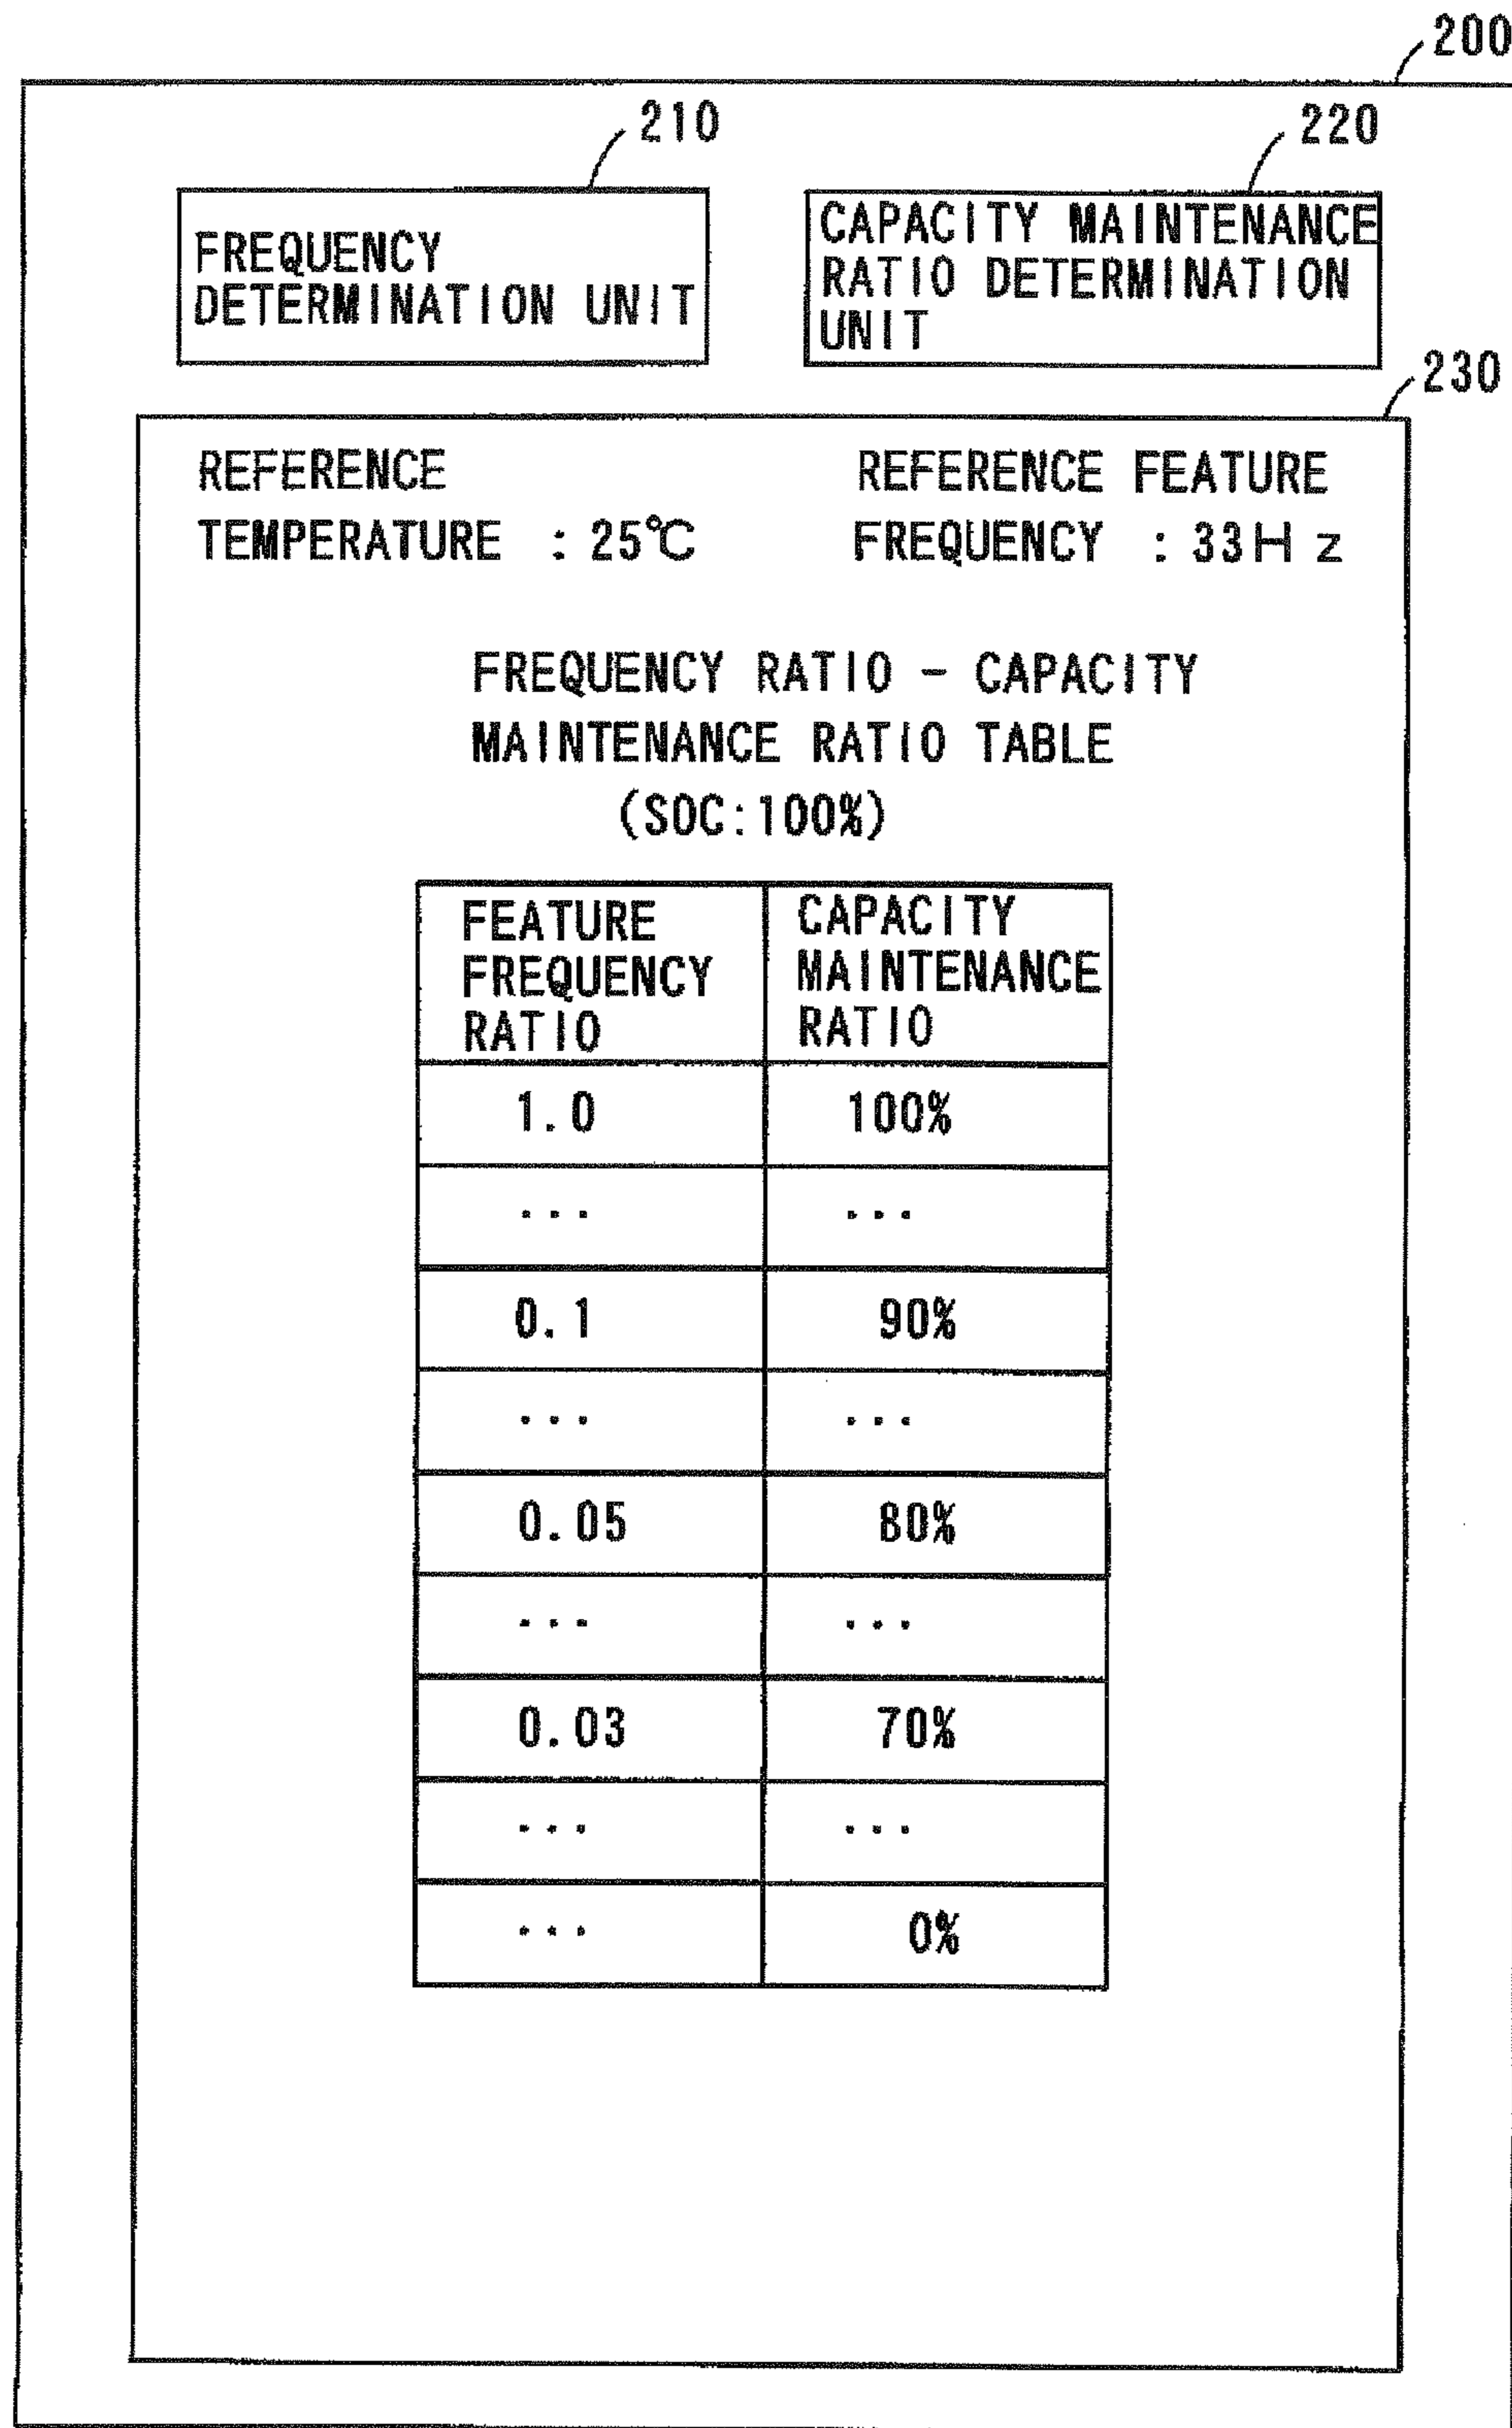 200
210
220
FREQUENCY
DETERMINATION UNIT
CAPACITY MAINTENANCE
RATIO DETERMINATION
UNIT
230
REFERENCE
TEMPERATURE : 25℃
REFERENCE FEATURE
FREQUENCY : 33Hz
FREQUENCY RATIO - CAPACITY
MAINTENANCE RATIO TABLE
(SOC:100%)
FEATURE
FREQUENCY
RATIO
CAPACITY
MAINTENANCE
RATIO
1.0 100%
... ...
0.1 90%
... ...
0.05 80%
... ...
0.03 70%
... ...
... 0%